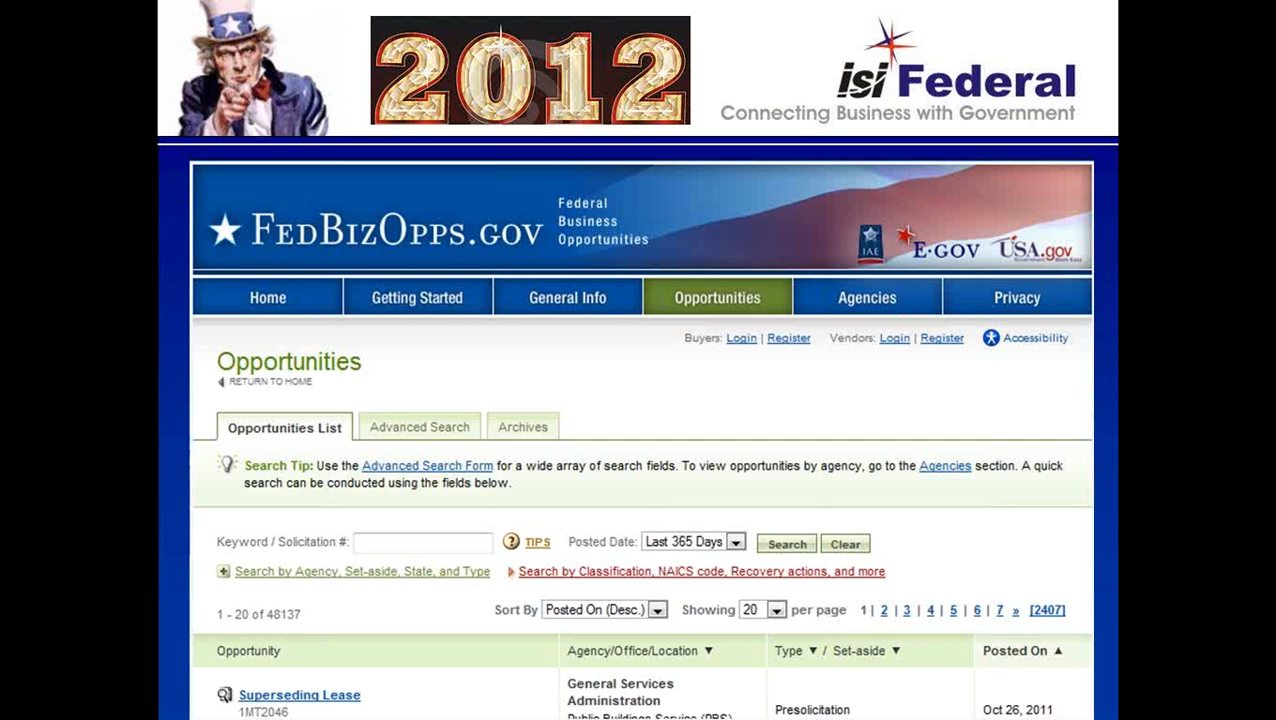 2012
isi Federal
Connecting Business with Government
FEDBIZOPPS.GOV
Federal
Business
Opportunities
IAE
E·GOV
USA.gov
Home
Getting Started
General Info
Opportunities
Agencies
Privacy
Buyers: Login | Register Vendors: Login | Register Accessibility
Opportunities
RETURN TO HOME
Opportunities List
Advanced Search
Archives
Search Tip: Use the Advanced Search Form for a wide array of search fields. To view opportunities by agency, go to the Agencies section. A quick
search can be conducted using the fields below.
Keyword / Solicitation #: ? TIPS Posted Date: Last 365 Days Search Clear
Search by Agency, Set-aside, State, and Type Search by Classification, NAICS code, Recovery actions, and more
1 - 20 of 48137 Sort By Posted On (Desc.) Showing 20 per page 1 | 2 | 3 | 4 | 5 | 6 | 7 » [2407]
Opportunity Agency/Office/Location ▼ Type ▼ / Set-aside ▼ Posted On ▲
Superseding Lease
1MT2046
General Services
Administration
Public Buildings Service (PBS)
Presolicitation
Oct 26, 2011